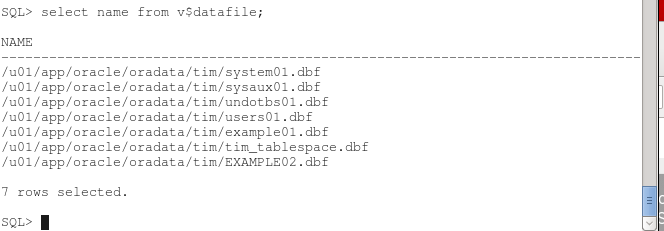 SQL> select name from v$datafile;
NAME
--------------------------------------------------------------------------------
/u01/app/oracle/oradata/tim/system01.dbf
/u01/app/oracle/oradata/tim/sysaux01.dbf
/u01/app/oracle/oradata/tim/undotbs01.dbf
/u01/app/oracle/oradata/tim/users01.dbf
/u01/app/oracle/oradata/tim/example01.dbf
/u01/app/oracle/oradata/tim/tim_tablespace.dbf
/u01/app/oracle/oradata/tim/EXAMPLE02.dbf
7 rows selected.
SQL>